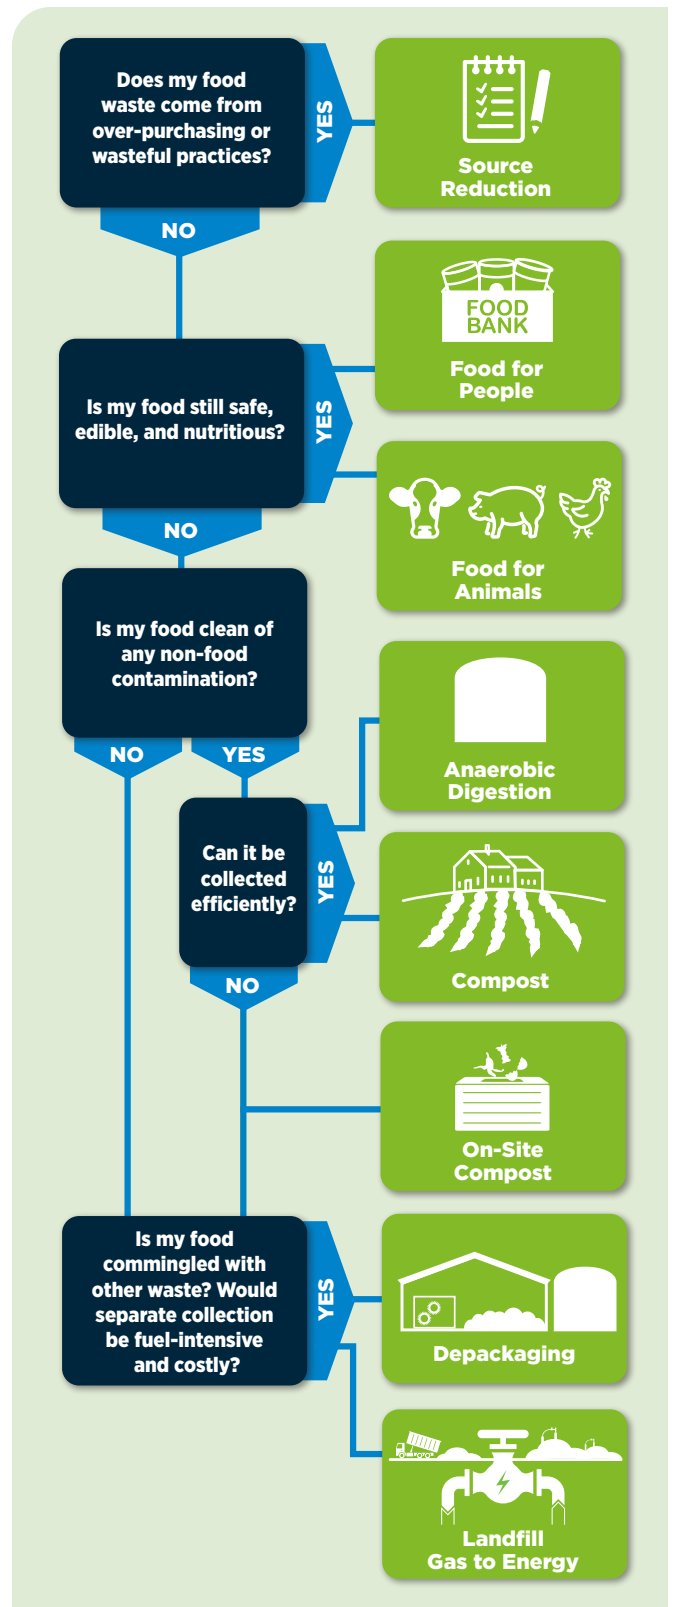 Does my food
waste come from
over-purchasing or
wasteful practices?
YES
Source
Reduction
NO
FOOD
BANK
Food for
People
Is my food still safe,
edible, and nutritious?
YES
Food for
Animals
NO
Is my food clean of
any non-food
contamination?
NO
YES
Anaerobic
Digestion
Can it be
collected
efficiently?
YES
Compost
NO
On-Site
Compost
Is my food
commingled with
other waste? Would
separate collection
be fuel-intensive
and costly?
YES
Depackaging
Landfill
Gas to Energy